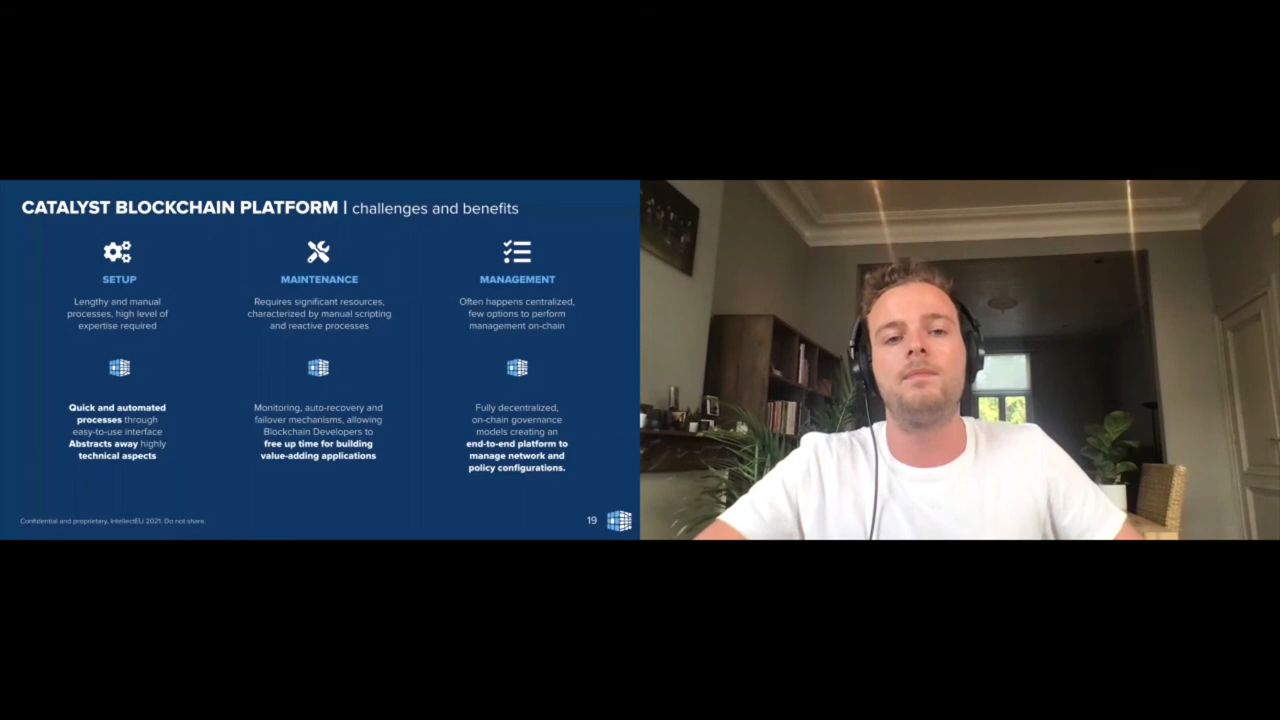 CATALYST BLOCKCHAIN PLATFORM | challenges and benefits
SETUP
Lengthy and manual
processes, high level of
expertise required
Quick and automated
processes through
easy-to-use interface
Abstracts away highly
technical aspects
MAINTENANCE
Requires significant resources,
characterized by manual scripting
and reactive processes
Monitoring, auto-recovery and
failover mechanisms, allowing
Blockchain Developers to
free up time for building
value-adding applications
MANAGEMENT
Often happens centralized,
few options to perform
management on-chain
Fully decentralized,
on-chain governance
models creating an
end-to-end platform to
manage network and
policy configurations.
Confidential and proprietary, IntellectEU 2021. Do not share.
19